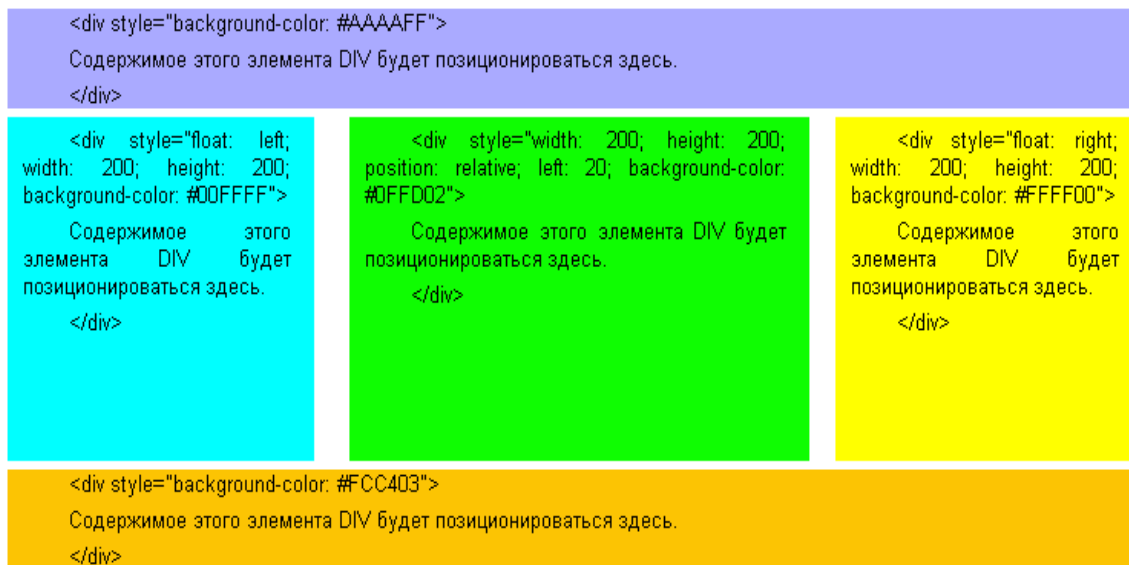 <div style="background-color: #AAAAFF">
Содержимое этого элемента DIV будет позиционироваться здесь.
</div>
<div style="float: left;
width: 200; height: 200;
background-color: #00FFFF">
Содержимое этого
элемента DIV будет
позиционироваться здесь.
</div>
<div style="width: 200; height: 200;
position: relative; left: 20; background-color:
#0FFD02">
Содержимое этого элемента DIV будет
позиционироваться здесь.
</div>
<div style="float: right;
width: 200; height: 200;
background-color: #FFFF00">
Содержимое этого
элемента DIV будет
позиционироваться здесь.
</div>
<div style="background-color: #FCC403">
Содержимое этого элемента DIV будет позиционироваться здесь.
</div>